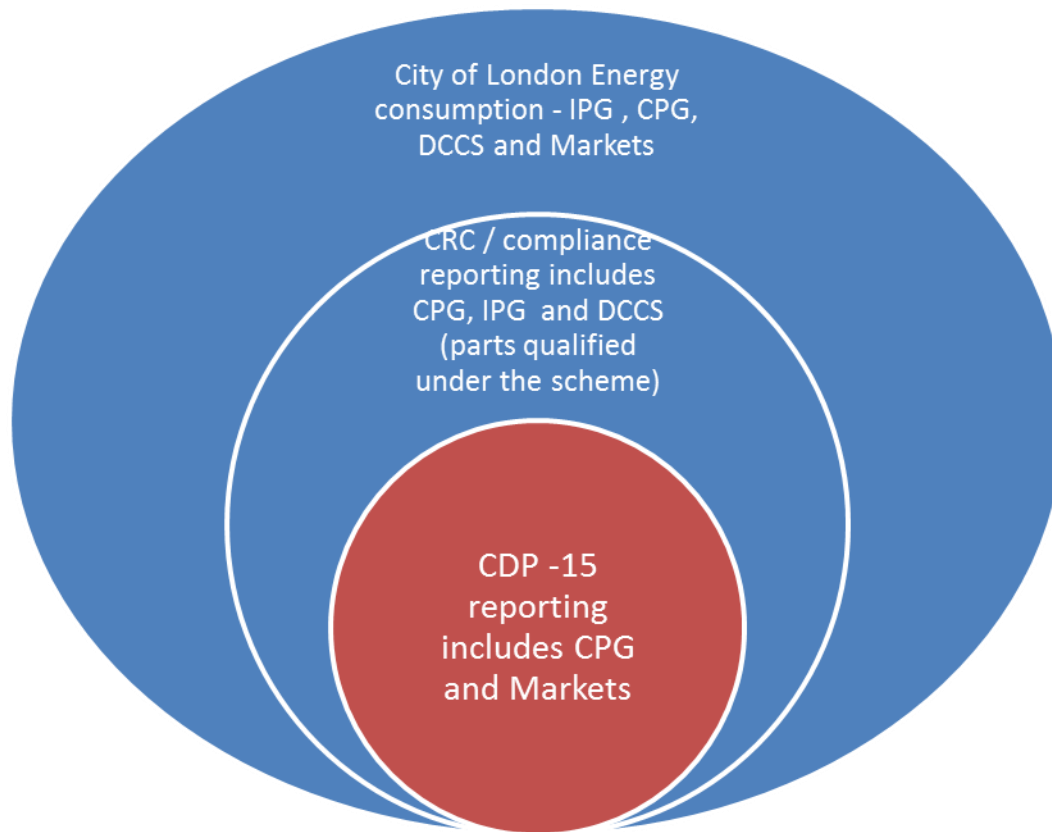 City of London Energy
consumption - IPG , CPG,
DCCS and Markets
CRC / compliance
reporting includes
CPG, IPG and DCCS
(parts qualified
under the scheme)
CDP -15
reporting
includes CPG
and Markets